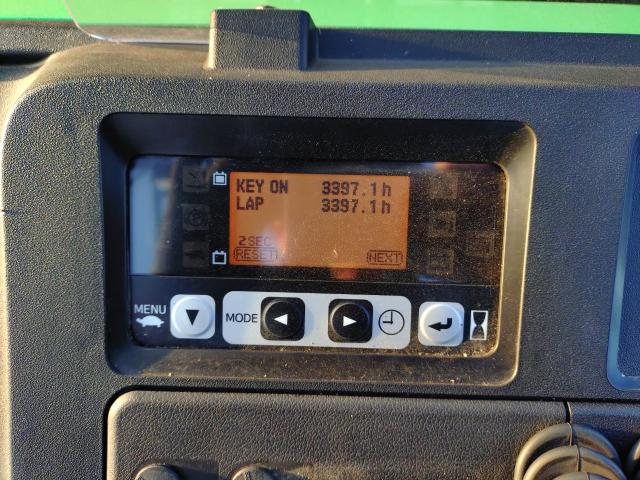 KEY ON 3397.1h
LAP 3397.1h
2SEC
RESET NEXT
MENU
MODE